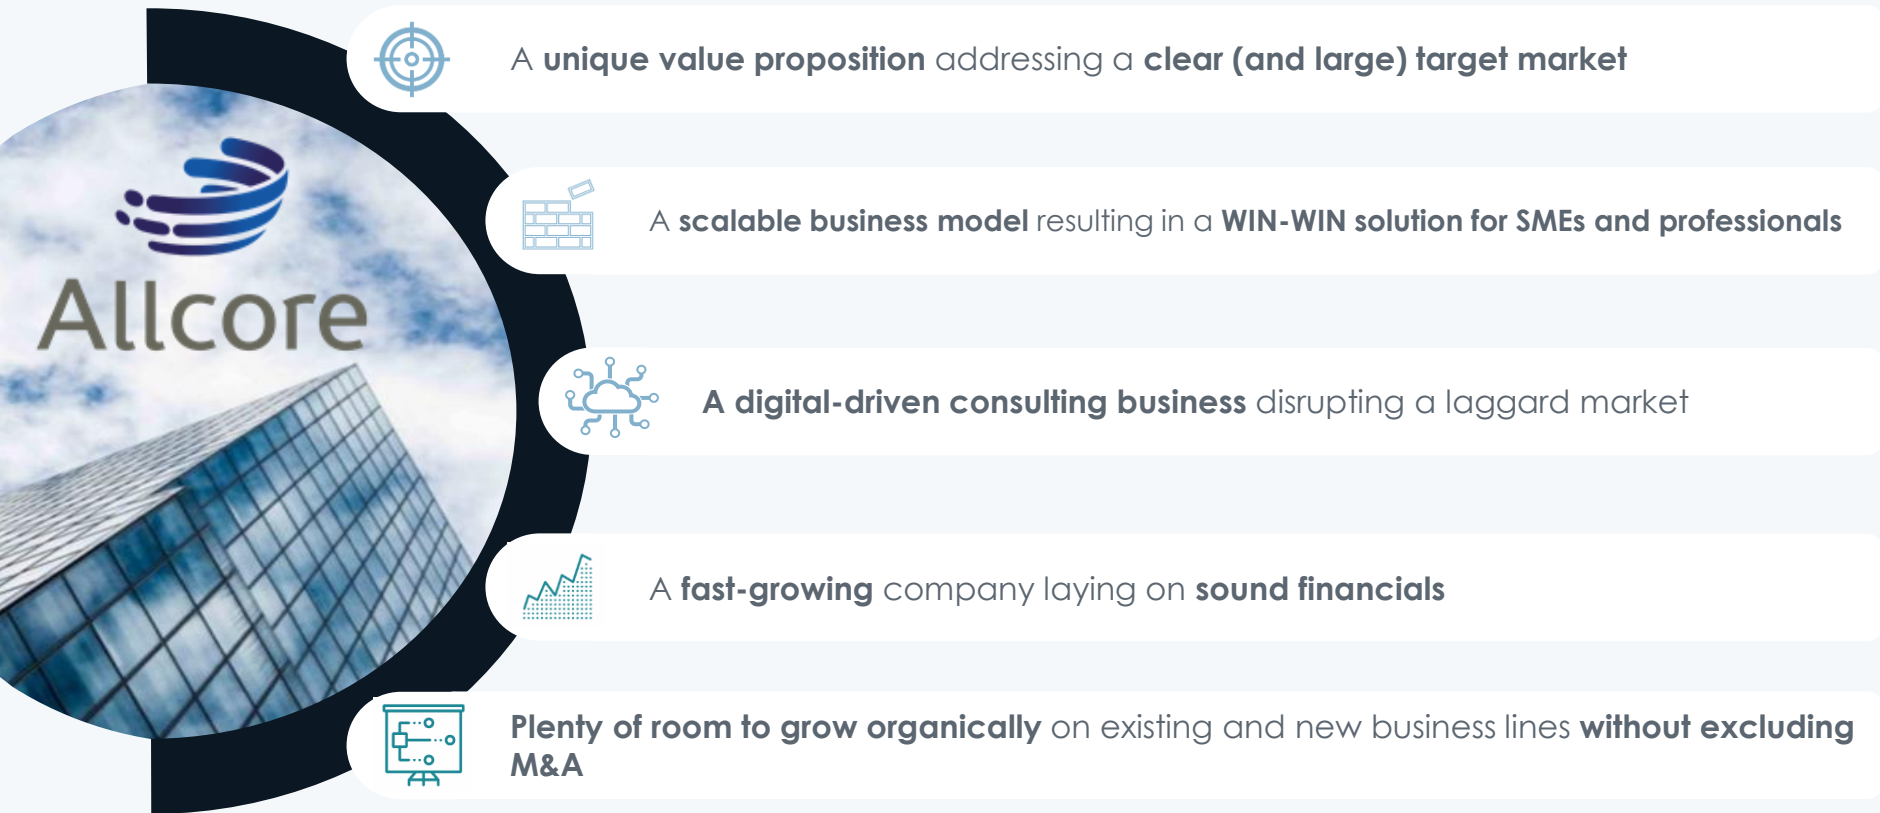 Allcore
A unique value proposition addressing a clear (and large) target market
A scalable business model resulting in a WIN-WIN solution for SMEs and professionals
A digital-driven consulting business disrupting a laggard market
A fast-growing company laying on sound financials
Plenty of room to grow organically on existing and new business lines without excluding
M&A